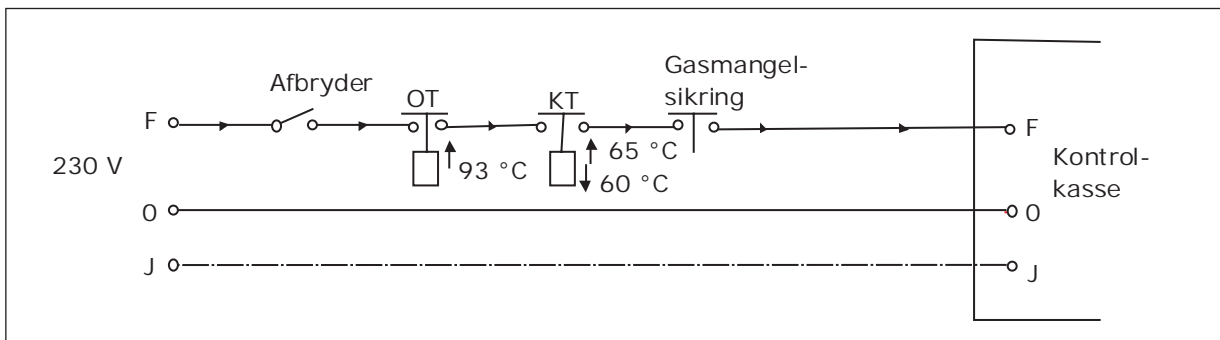 Afbryder
OT
KT
Gasmangel-
sikring
F
F
230 V
93 °C
65 °C
60 °C
Kontrol-
kasse
0
0
J
J